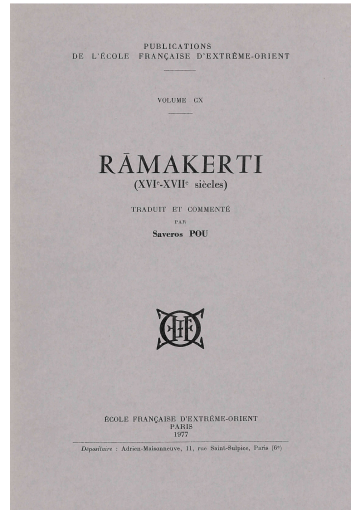 PUBLICATIONS
DE L'ÉCOLE FRANÇAISE D'EXTRÊME-ORIENT
VOLUME CX
RĀMAKERTI
(XVIe-XVIIe siècles)
TRADUIT ET COMMENTÉ
PAR
Saveros POU
ÉCOLE FRANÇAISE D'EXTRÊME-ORIENT
PARIS
1977
Dépositaire : Adrien-Maisonneuve, 11, rue Saint-Sulpice, Paris (6e)